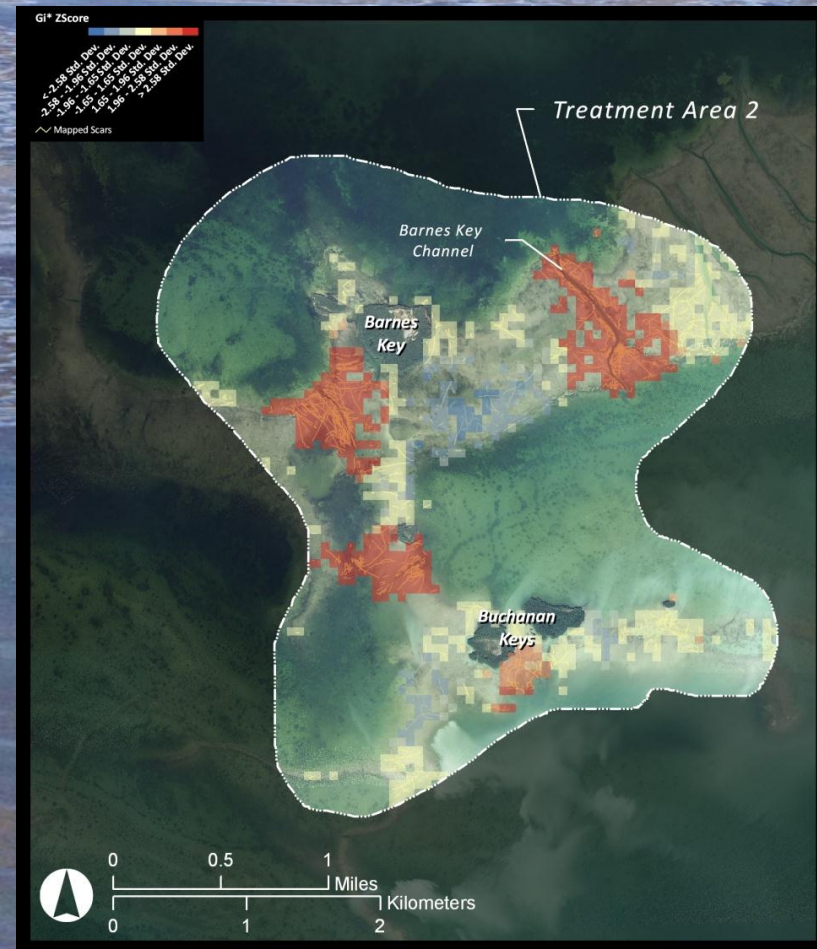 Gi* ZScore
< -2.58 Std. Dev.
-2.58 - -1.96 Std. Dev.
-1.96 - -1.65 Std. Dev.
-1.65 - 1.65 Std. Dev.
1.65 - 1.96 Std. Dev.
1.96 - 2.58 Std. Dev.
> 2.58 Std. Dev.
Mapped Scars
Treatment Area 2
Barnes Key
Channel
Barnes
Key
Buchanan
Keys
0 0.5 1
Miles
Kilometers
0 1 2